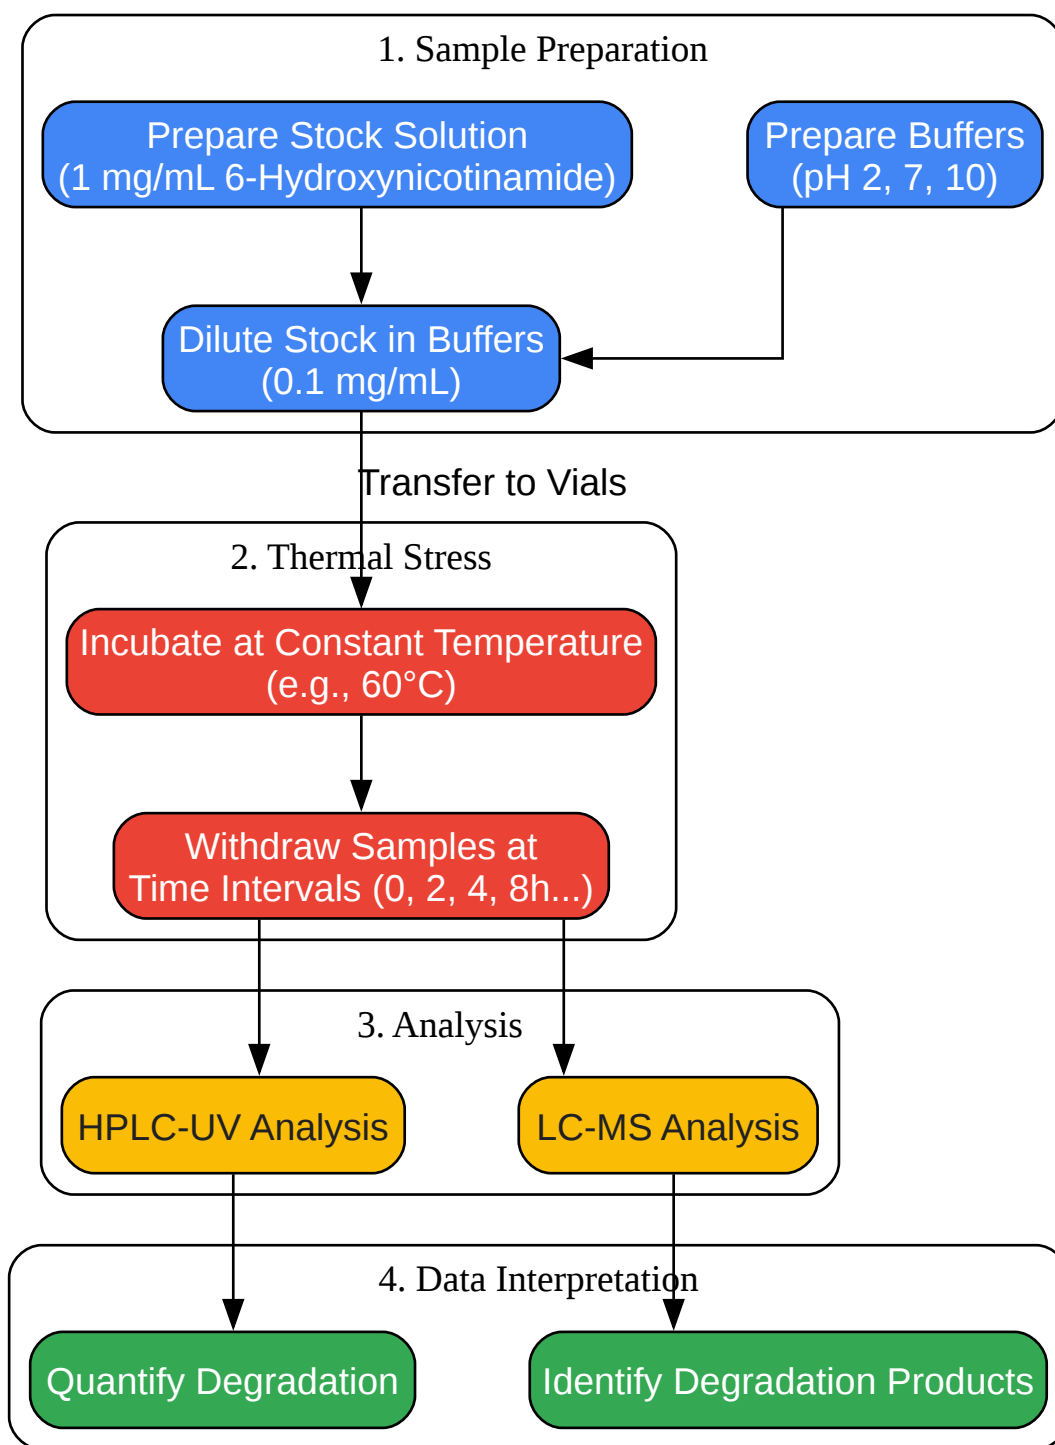 1. Sample Preparation
Prepare Stock Solution
(1 mg/mL 6-Hydroxynicotinamide)
Prepare Buffers
(pH 2, 7, 10)
Dilute Stock in Buffers
(0.1 mg/mL)
Transfer to Vials
2. Thermal Stress
Incubate at Constant Temperature
(e.g., 60°C)
Withdraw Samples at
Time Intervals (0, 2, 4, 8h...)
3. Analysis
HPLC-UV Analysis
LC-MS Analysis
4. Data Interpretation
Quantify Degradation
Identify Degradation Products